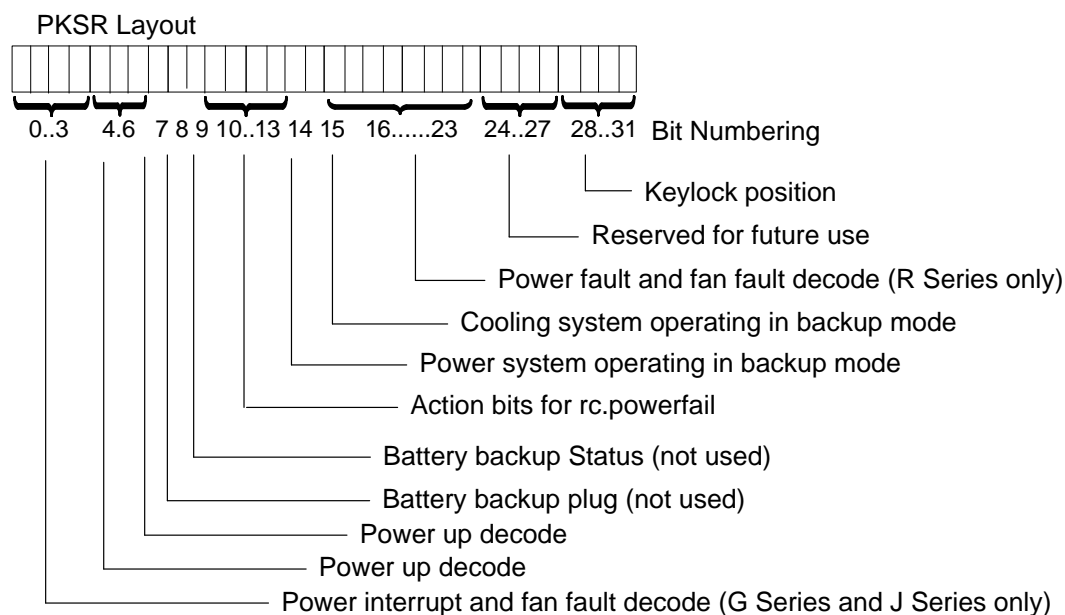 PKSR Layout
0..3 4.6 7 8 9 10..13 14 15 16......23 24..27 28..31 Bit Numbering
Keylock position
Reserved for future use
Power fault and fan fault decode (R Series only)
Cooling system operating in backup mode
Power system operating in backup mode
Action bits for rc.powerfail
Battery backup Status (not used)
Battery backup plug (not used)
Power up decode
Power up decode
Power interrupt and fan fault decode (G Series and J Series only)